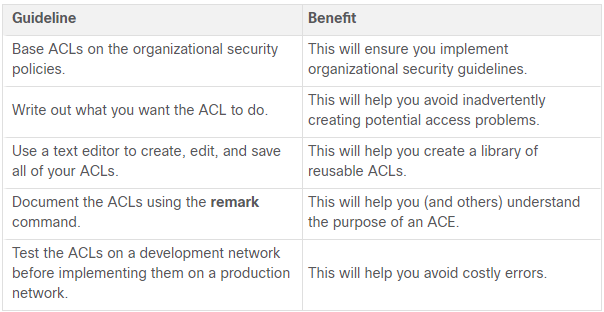 Guideline
Benefit
Base ACLs on the organizational security
policies.
This will ensure you implement
organizational security guidelines.
Write out what you want the ACL to do.
This will help you avoid inadvertently
creating potential access problems.
Use a text editor to create, edit, and save
all of your ACLs.
This will help you create a library of
reusable ACLs.
Document the ACLs using the remark
command.
This will help you (and others) understand
the purpose of an ACE.
Test the ACLs on a development network
before implementing them on a production
network.
This will help you avoid costly errors.